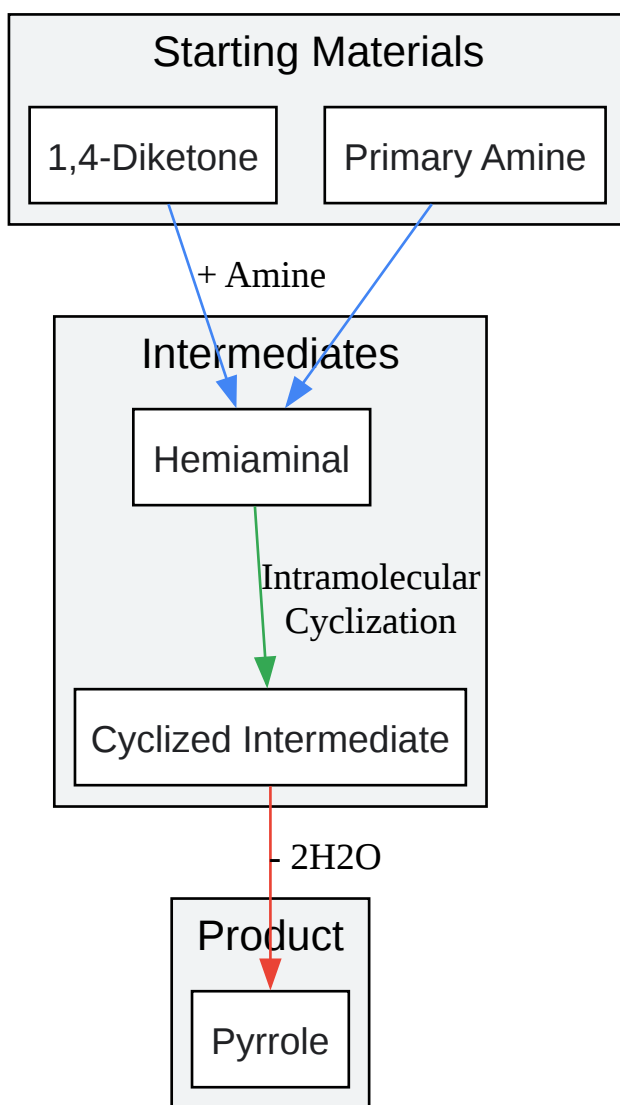 Starting Materials
1,4-Diketone
Primary Amine
+ Amine
Intermediates
Hemiaminal
Intramolecular
Cyclization
Cyclized Intermediate
- 2H2O
Product
Pyrrole